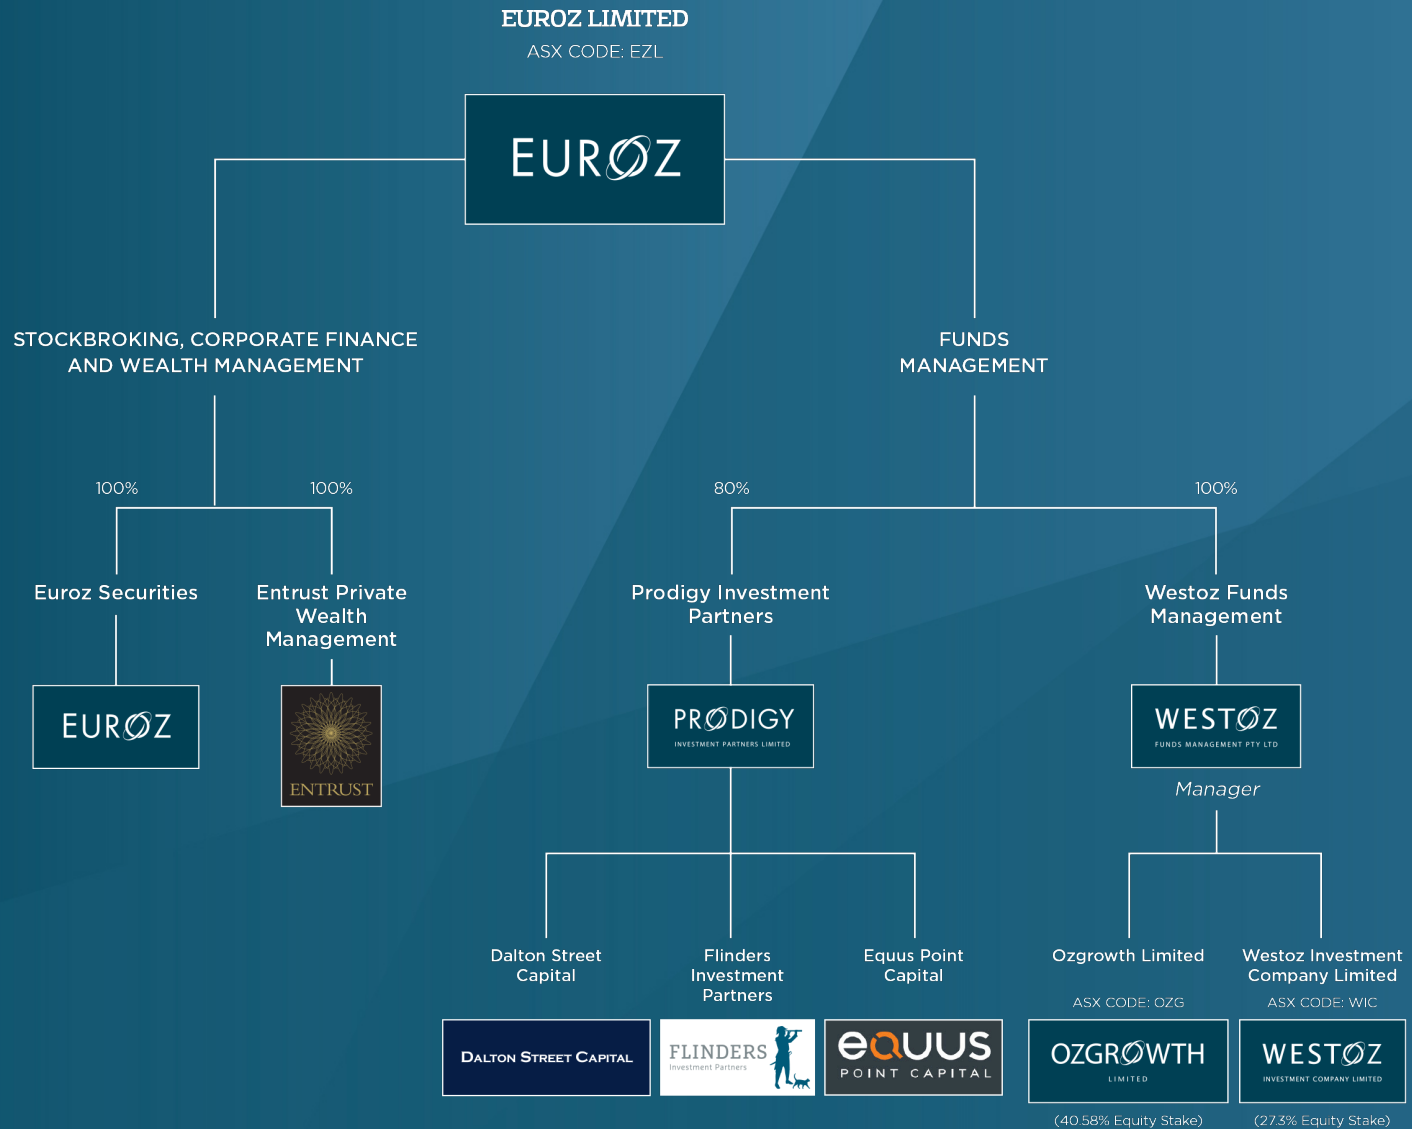 EUROZ LIMITED
ASX CODE: EZL
EUROZ
STOCKBROKING, CORPORATE FINANCE
AND WEALTH MANAGEMENT
FUNDS
MANAGEMENT
100%
100%
80%
100%
Euroz Securities
Entrust Private
Wealth
Management
Prodigy Investment
Partners
Westoz Funds
Management
EUROZ
ENTRUST
PRODIGY
INVESTMENT PARTNERS LIMITED
WESTOZ
FUNDS MANAGEMENT PTY LTD
Manager
Dalton Street
Capital
Flinders
Investment
Partners
Equus Point
Capital
Ozgrowth Limited
Westoz Investment
Company Limited
ASX CODE: OZG
ASX CODE: WIC
DALTON STREET CAPITAL
FLINDERS
Investment Partners
equus
POINT CAPITAL
OZGROWTH
LIMITED
WESTOZ
INVESTMENT COMPANY LIMITED
(40.58% Equity Stake)
(27.3% Equity Stake)